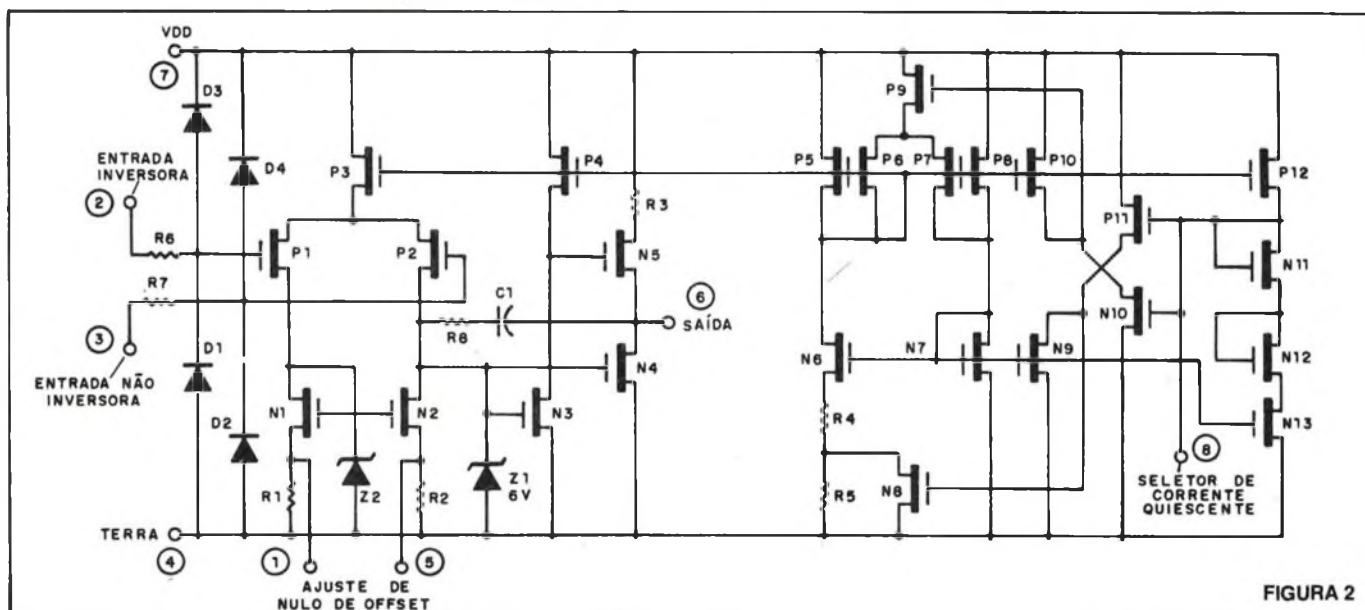 VDD
7
D3
P9
ENTRADA
INVERSORA
2
D4
P3
P4
P5
P6
P7
P8
P10
P12
R3
P11
R6
P1
P2
N5
N11
R7
C1
6
SAÍDA
R8
N10
3
N6
N7
N9
N12
D1
N4
ENTRADA NÃO
INVERSORA
N1
N2
N3
R4
N13
D2
8
Z1
6V
R1
Z2
R2
R5
N8
SELETOR DE
CORRENTE
QUIESCENTE
TERRA
4
1
5
AJUSTE DE
NULO DE OFFSET
FIGURA 2